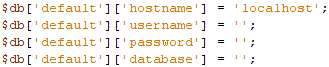 $db['default']['hostname'] = 'localhost';
$db['default']['username'] = '';
$db['default']['password'] = '';
$db['default']['database'] = '';